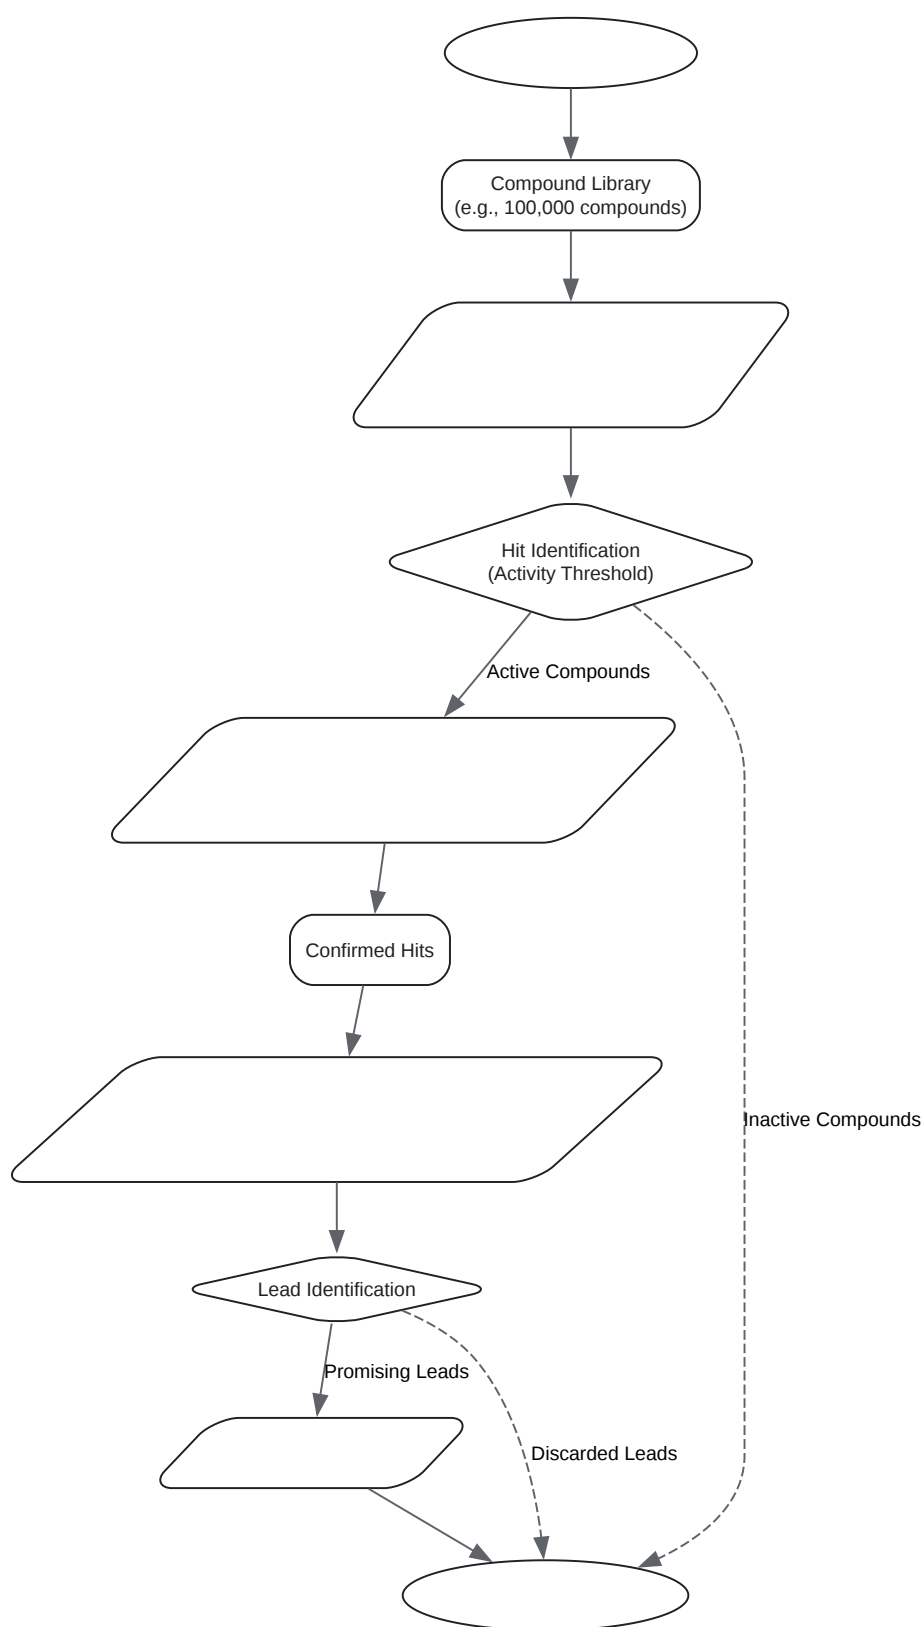 Compound Library
(e.g., 100,000 compounds)
Hit Identification
(Activity Threshold)
Active Compounds
Confirmed Hits
Inactive Compounds
Lead Identification
Promising Leads
Discarded Leads